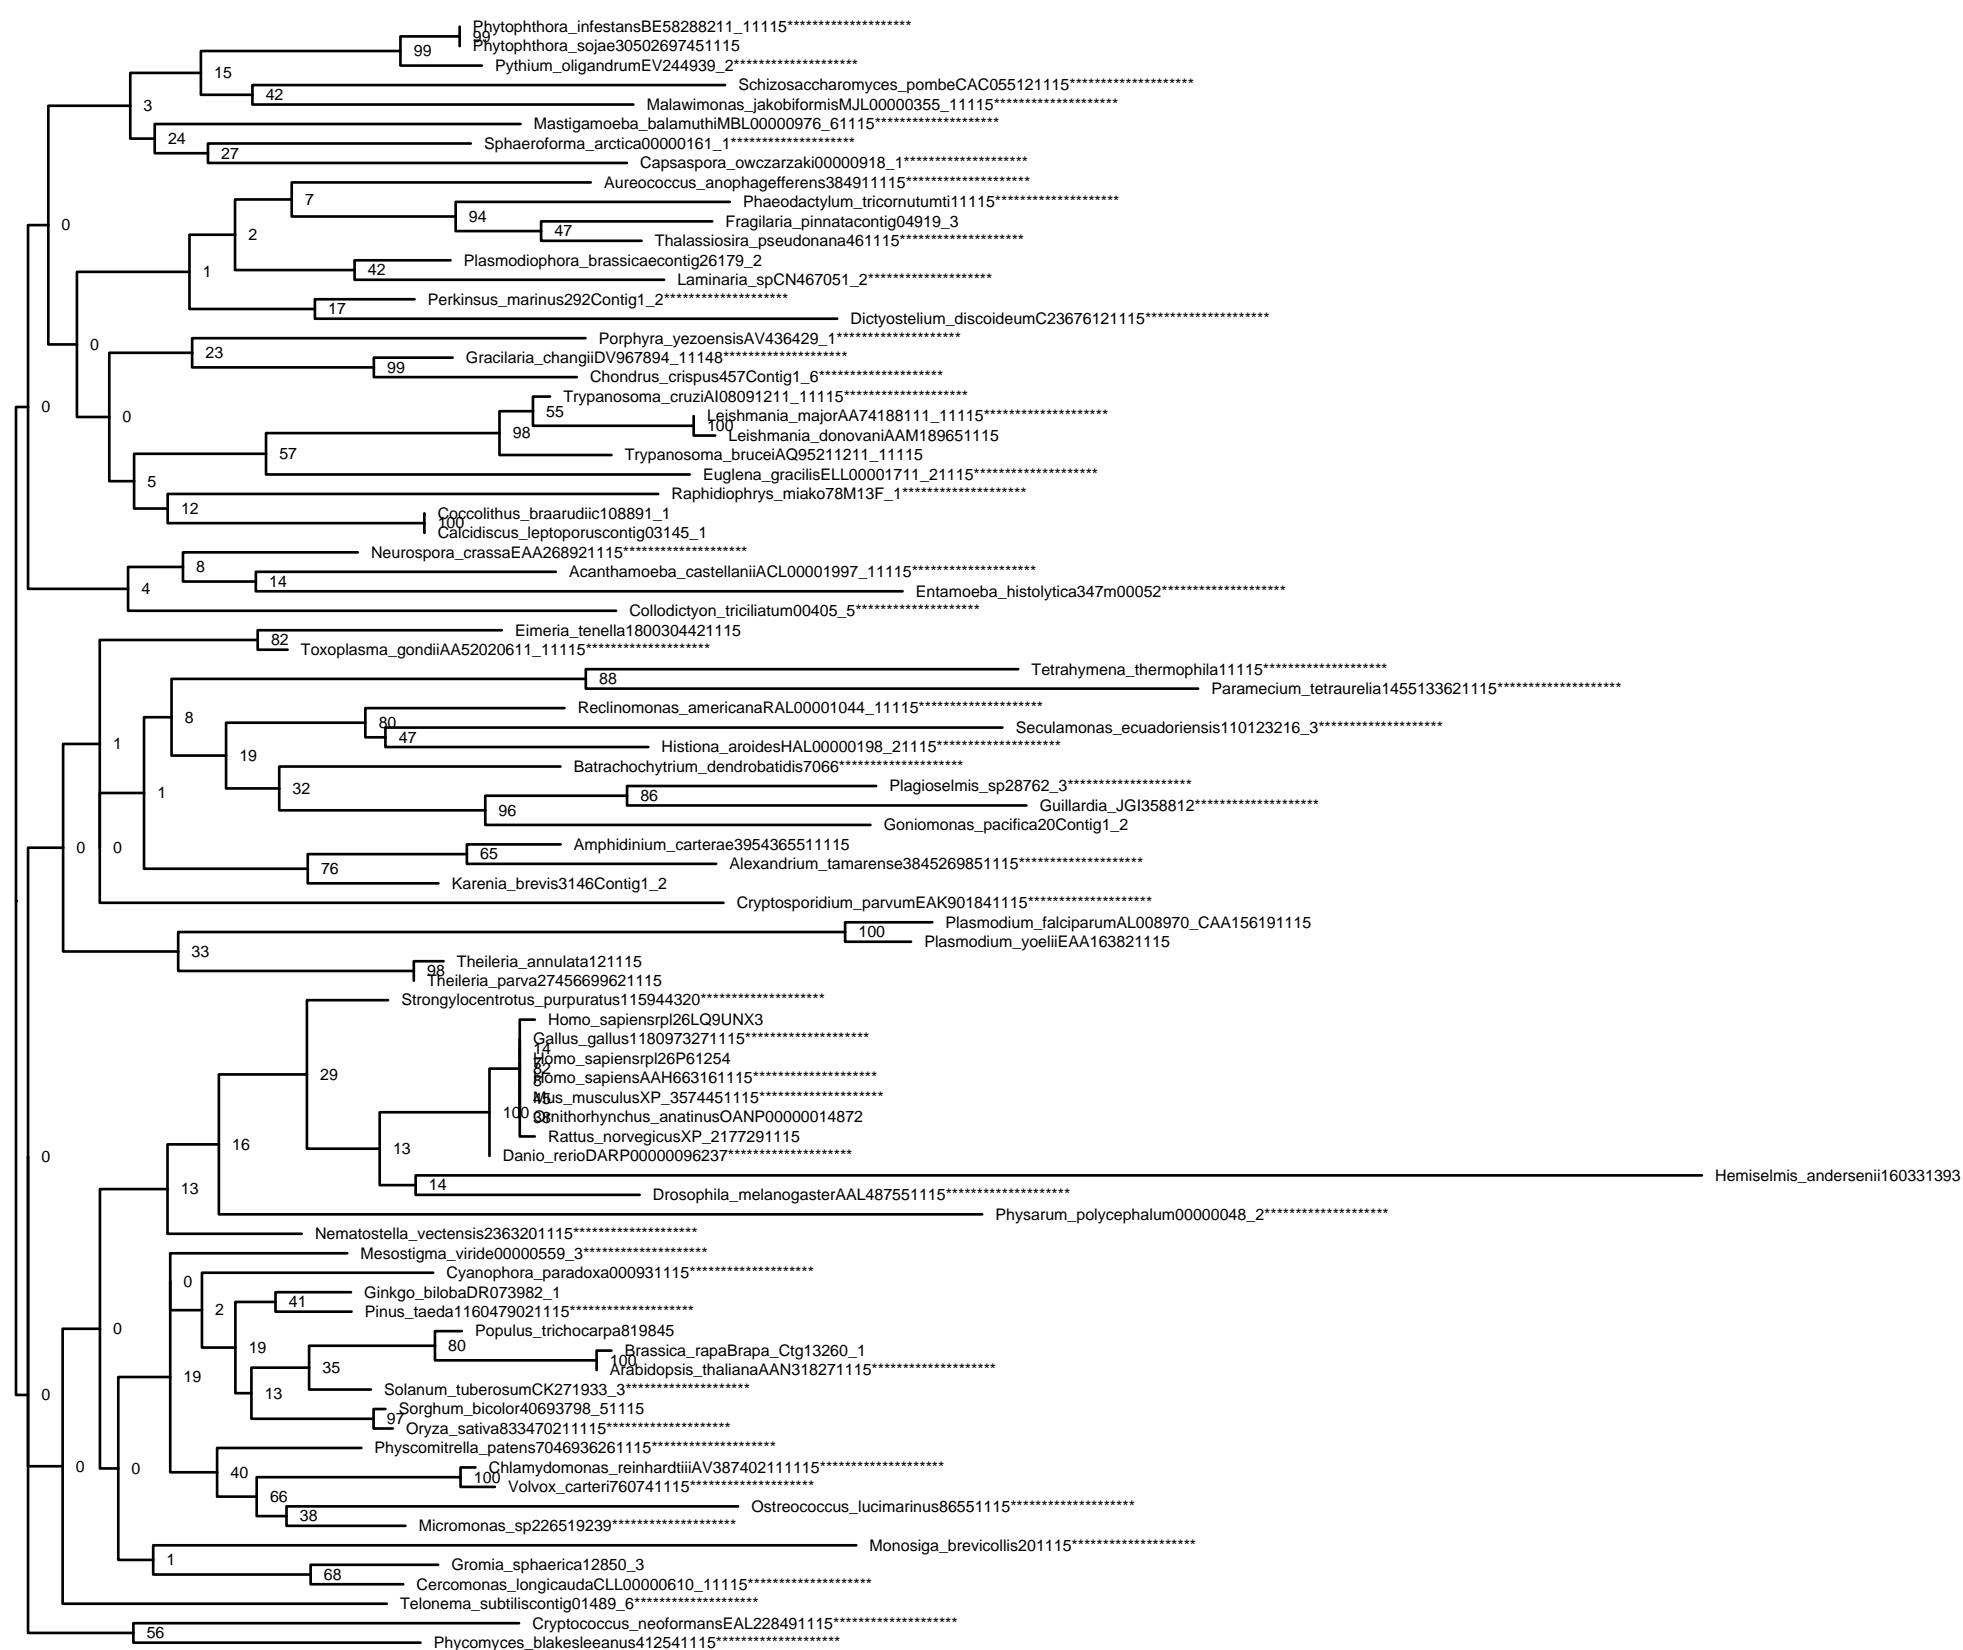 Phytophthora_infestansBE58288211_11115********************
99
Phytophthora_sojae30502697451115
99
Pythium_oligandrumEV244939_2********************
15
Schizosaccharomyces_pombeCAC055121115********************
42
Malawimonas_jakobiformisMJL00000355_11115********************
3
Mastigamoeba_balamuthiMBL00000976_61115********************
24
Sphaeroforma_arctica00000161_1********************
27
Capsaspora_owczarzaki00000918_1********************
Aureococcus_anophagefferens384911115********************
7
Phaeodactylum_tricornutumti11115********************
94
Fragilaria_pinnatacontig04919_3
0
47
2
Thalassiosira_pseudonana461115********************
Plasmodiophora_brassicaecontig26179_2
1
42
Laminaria_spCN467051_2********************
Perkinsus_marinus292Contig1_2********************
17
Dictyostelium_discoideumC23676121115********************
Porphyra_yezoensisAV436429_1********************
0
23
Gracilaria_changiiDV967894_11148********************
99
Chondrus_crispus457Contig1_6********************
Trypanosoma_cruziAI08091211_11115********************
0
55
0
Leishmania_majorAA74188111_11115********************
100
98
Leishmania_donovaniAAM189651115
57
Trypanosoma_bruceiAQ95211211_11115
Euglena_gracilisELL00001711_21115********************
5
Raphidiophrys_miako78M13F_1********************
12
Coccolithus_braarudiic108891_1
100
Calcidiscus_leptoporuscontig03145_1
Neurospora_crassaEAA268921115********************
8
Acanthamoeba_castellaniiACL00001997_11115********************
14
4
Entamoeba_histolytica347m00052********************
Collodictyon_triciliatum00405_5********************
Eimeria_tenella1800304421115
82
Toxoplasma_gondiiAA52020611_11115********************
Tetrahymena_thermophila11115********************
88
Paramecium_tetraurelia1455133621115********************
Reclinomonas_americanaRAL00001044_11115********************
8
80
Seculamonas_ecuadoriensis110123216_3********************
47
1
Histiona_aroidesHAL00000198_21115********************
19
Batrachochytrium_dendrobatidis7066********************
Plagioselmis_sp28762_3********************
32
1
86
Guillardia_JGI358812********************
96
Goniomonas_pacifica20Contig1_2
Amphidinium_carterae3954365511115
0
0
65
Alexandrium_tamarense3845269851115********************
76
Karenia_brevis3146Contig1_2
Cryptosporidium_parvumEAK901841115********************
Plasmodium_falciparumAL008970_CAA156191115
100
Plasmodium_yoeliiEAA163821115
33
Theileria_annulata121115
98
Theileria_parva27456699621115
Strongylocentrotus_purpuratus115944320********************
Homo_sapiensrpl26LQ9UNX3
Gallus_gallus1180973271115********************
14
Homo_sapiensrpl26P61254
82
29
Homo_sapiensAAH663161115********************
8
Mus_musculusXP_3574451115********************
45
100
Ornithorhynchus_anatinusOANP00000014872
38
Rattus_norvegicusXP_2177291115
16
13
0
Danio_rerioDARP00000096237********************
Hemiselmis_andersenii160331393
14
13
Drosophila_melanogasterAAL487551115********************
Physarum_polycephalum00000048_2********************
Nematostella_vectensis2363201115********************
Mesostigma_viride00000559_3********************
Cyanophora_paradoxa000931115********************
0
Ginkgo_bilobaDR073982_1
41
2
Pinus_taeda1160479021115********************
0
Populus_trichocarpa819845
80
19
Brassica_rapaBrapa_Ctg13260_1
100
35
Arabidopsis_thalianaAAN318271115********************
19
Solanum_tuberosumCK271933_3********************
13
0
Sorghum_bicolor40693798_51115
97
Oryza_sativa833470211115********************
Physcomitrella_patens7046936261115********************
0
0
Chlamydomonas_reinhardtiiiAV387402111115********************
40
100
Volvox_carteri760741115********************
66
Ostreococcus_lucimarinus86551115********************
38
Micromonas_sp226519239********************
Monosiga_brevicollis201115********************
1
Gromia_sphaerica12850_3
68
Cercomonas_longicaudaCLL00000610_11115********************
Telonema_subtiliscontig01489_6********************
Cryptococcus_neoformansEAL228491115********************
56
Phycomyces_blakesleeanus412541115********************